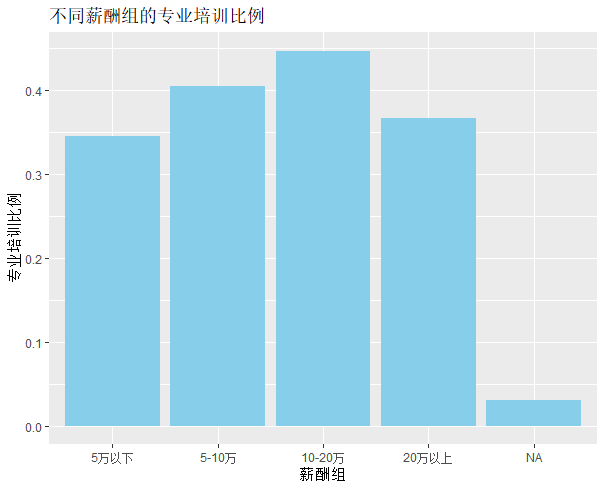 不同薪酬组的专业培训比例
专业培训比例
0.4
0.3
0.2
0.1
0.0
5万以下
5-10万
10-20万
20万以上
NA
薪酬组